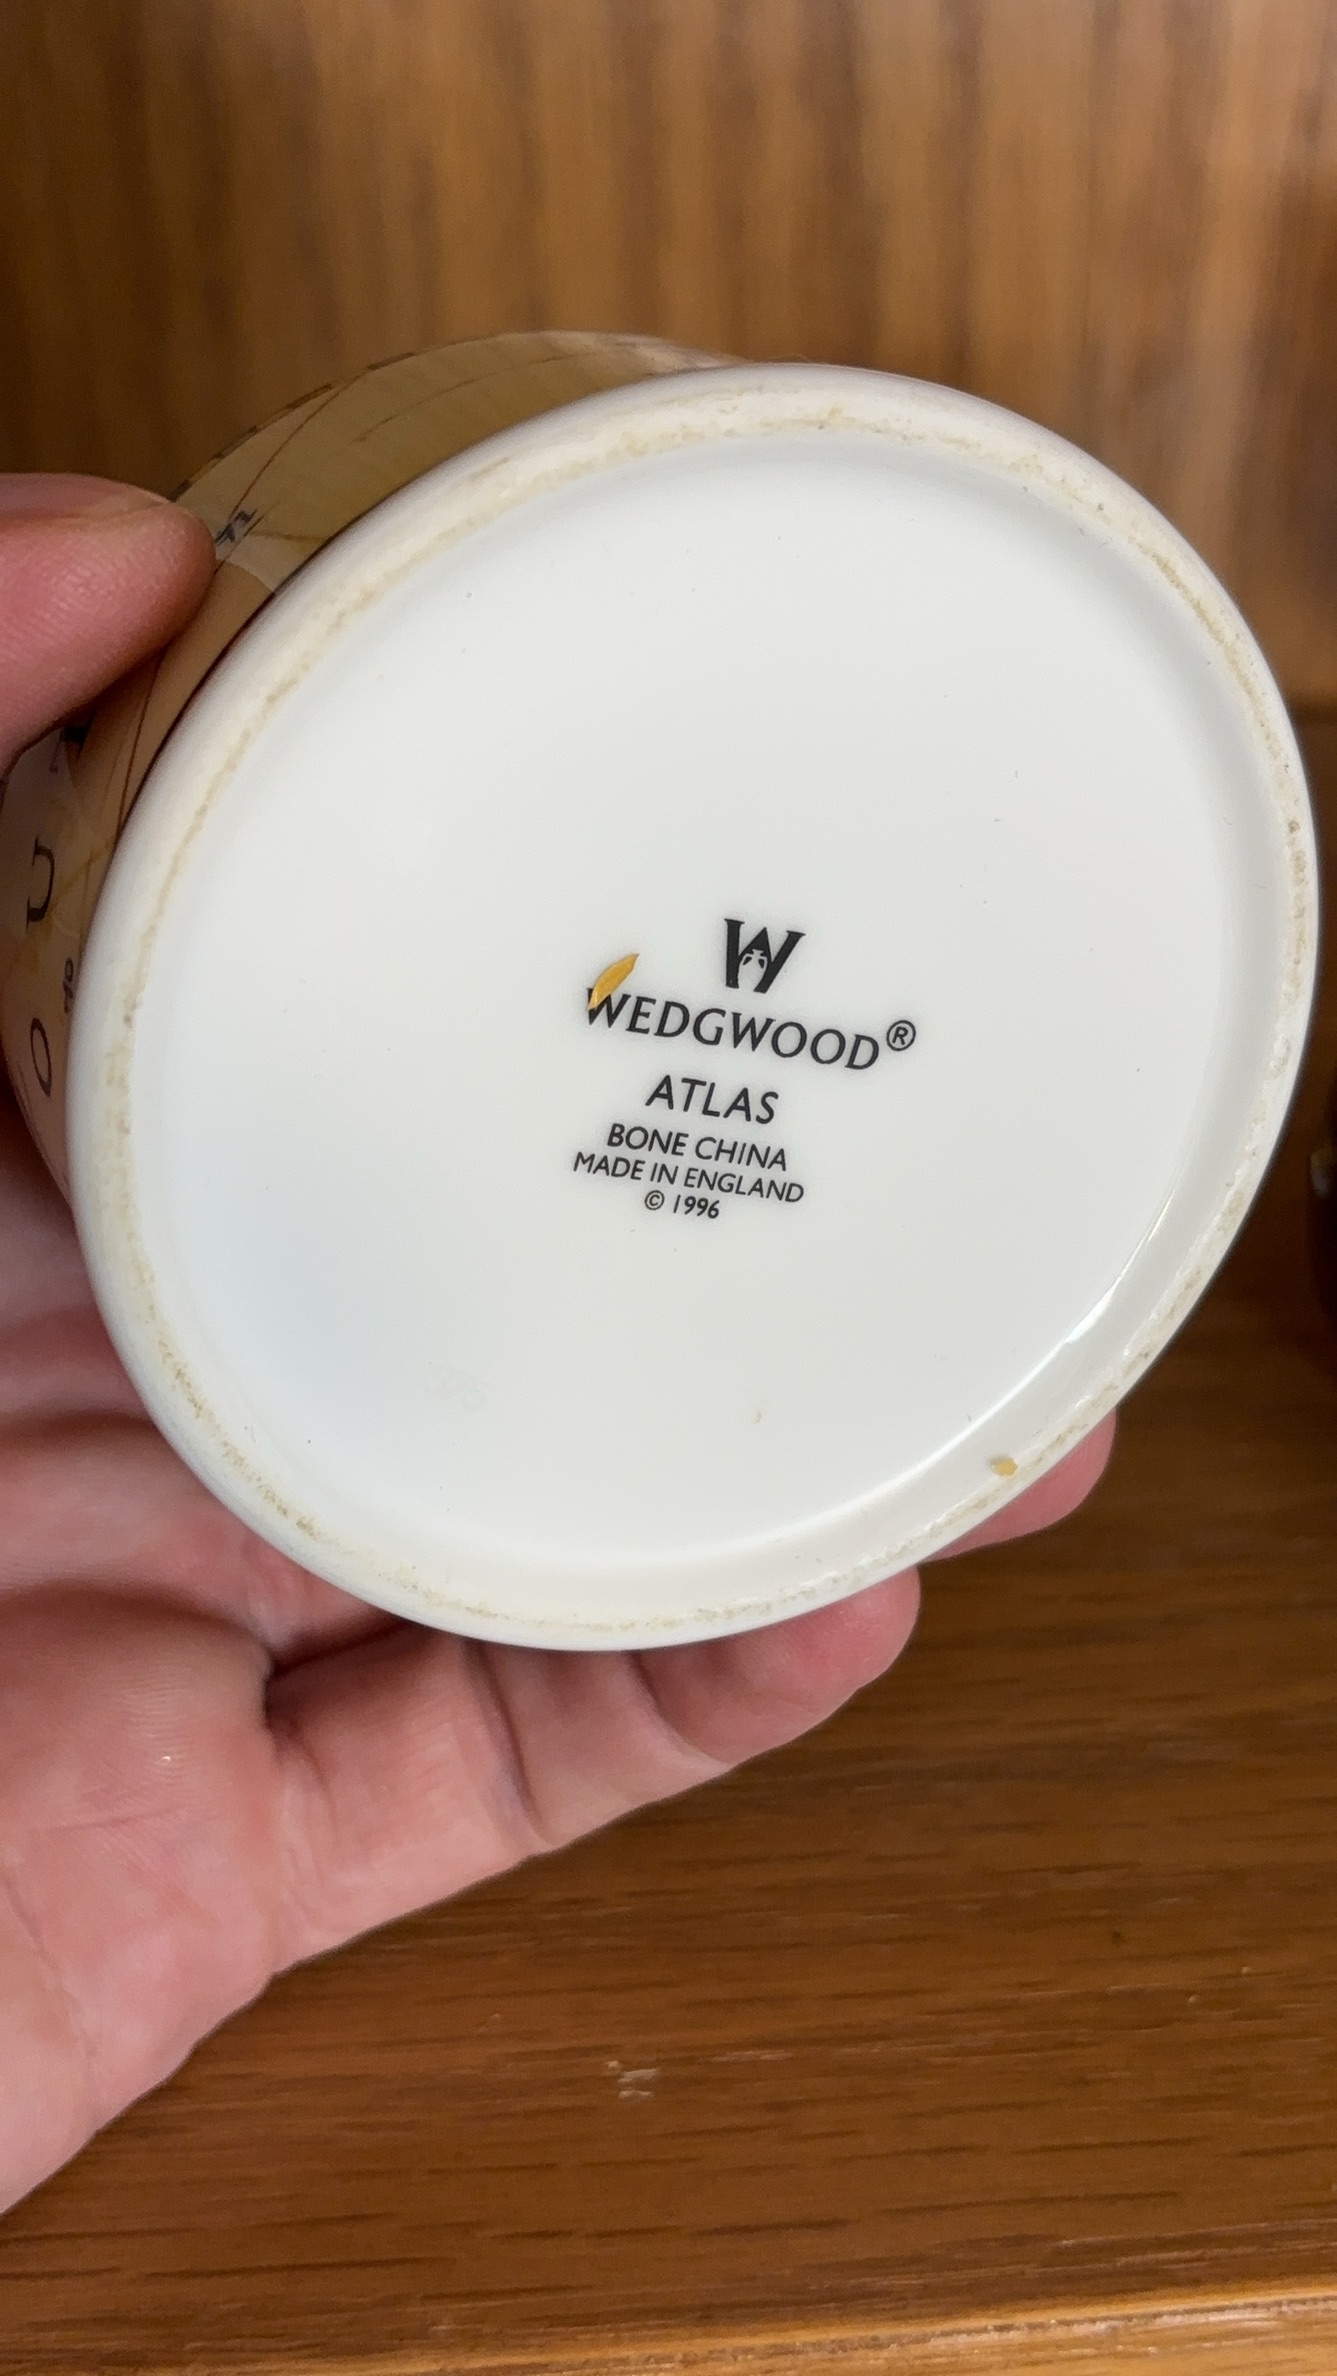 W
WEDGWOOD®
ATLAS
BONE CHINA
MADE IN ENGLAND
© 1996
U
O